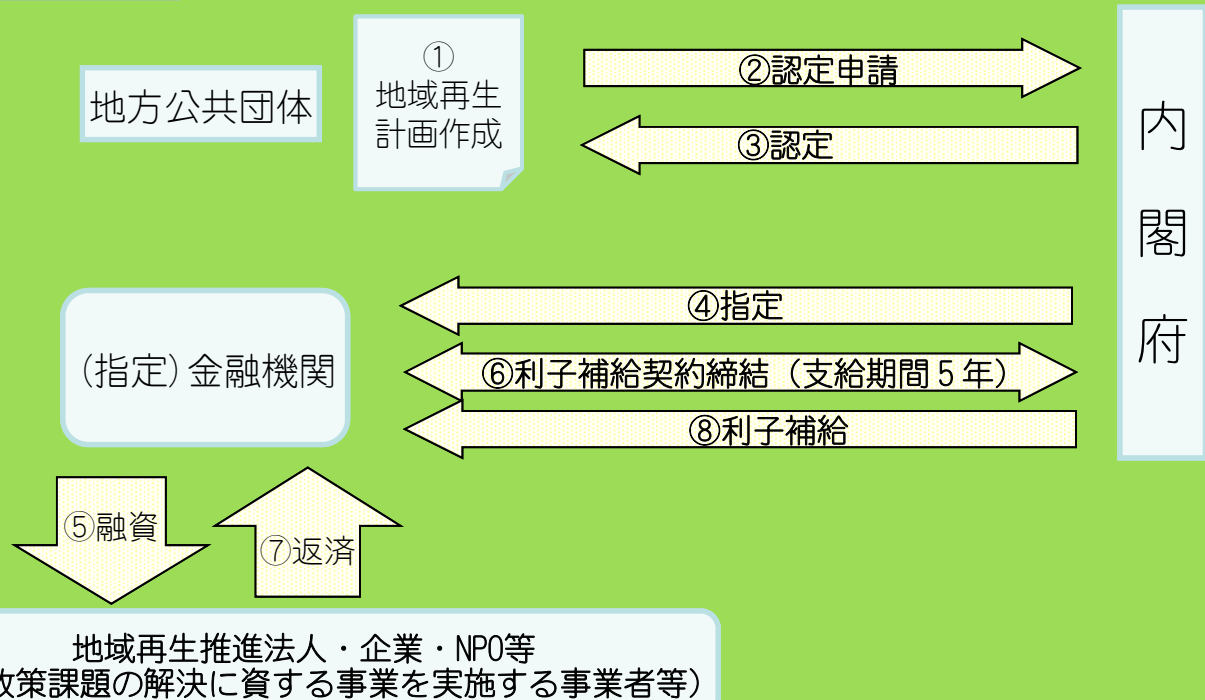 地方公共団体
①
地域再生
計画作成
②認定申請
③認定
内
閣
府
④指定
(指定)金融機関
⑥利子補給契約締結（支給期間５年）
⑧利子補給
⑤融資
⑦返済
地域再生推進法人・企業・NPO等
政策課題の解決に資する事業を実施する事業者等）